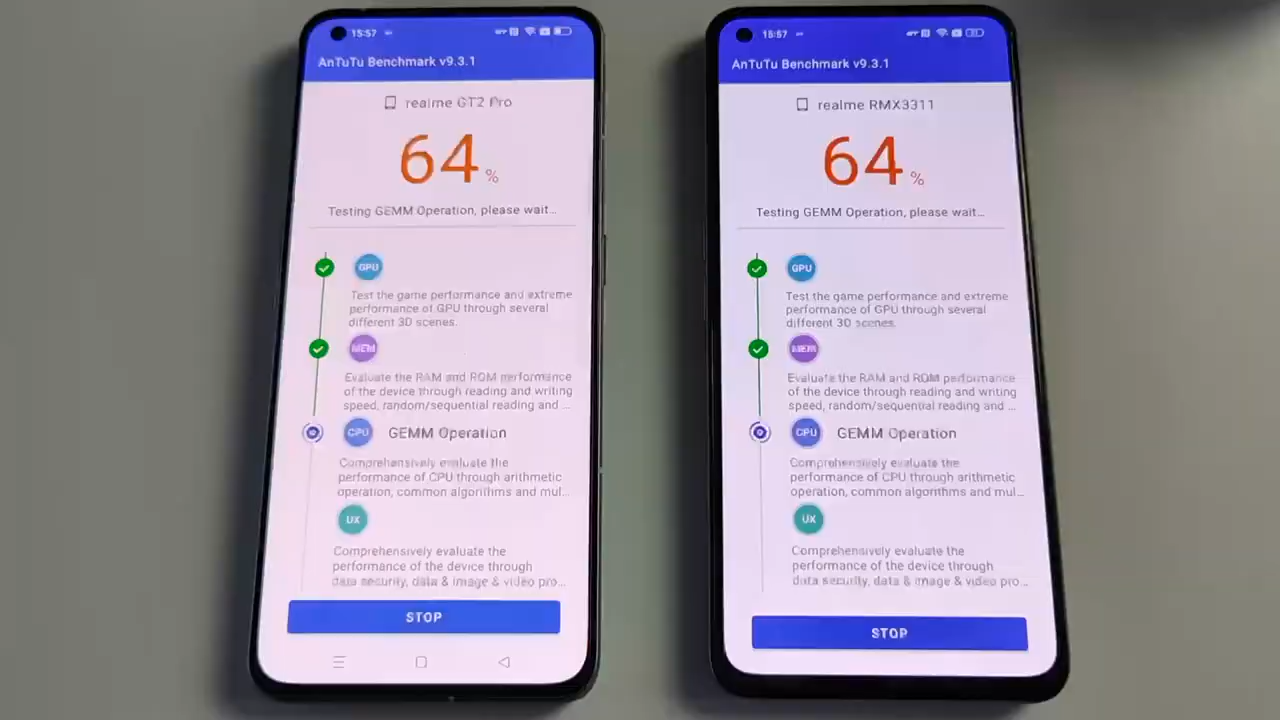 15:57
AnTuTu Benchmark v9.3.1
realme GT2 Pro
64%
Testing GEMM Operation, please wait...
GPU
Test the game performance and extreme
performance of GPU through several
different 3D scenes.
MEM
Evaluate the RAM and ROM performance
of the device through reading and writing
speed, random/sequential reading and ...
CPU GEMM Operation
Comprehensively evaluate the
performance of CPU through arithmetic
operation, common algorithms and mul...
UX
Comprehensively evaluate the
performance of the device through
data security, data & image & video pro...
STOP
15:57
AnTuTu Benchmark v9.3.1
realme RMX3311
64%
Testing GEMM Operation, please wait...
GPU
Test the game performance and extreme
performance of GPU through several
different 3D scenes.
MEM
Evaluate the RAM and ROM performance
of the device through reading and writing
speed, random/sequential reading and ...
CPU GEMM Operation
Comprehensively evaluate the
performance of CPU through arithmetic
operation, common algorithms and mul...
UX
Comprehensively evaluate the
performance of the device through
data security, data & image & video pro...
STOP